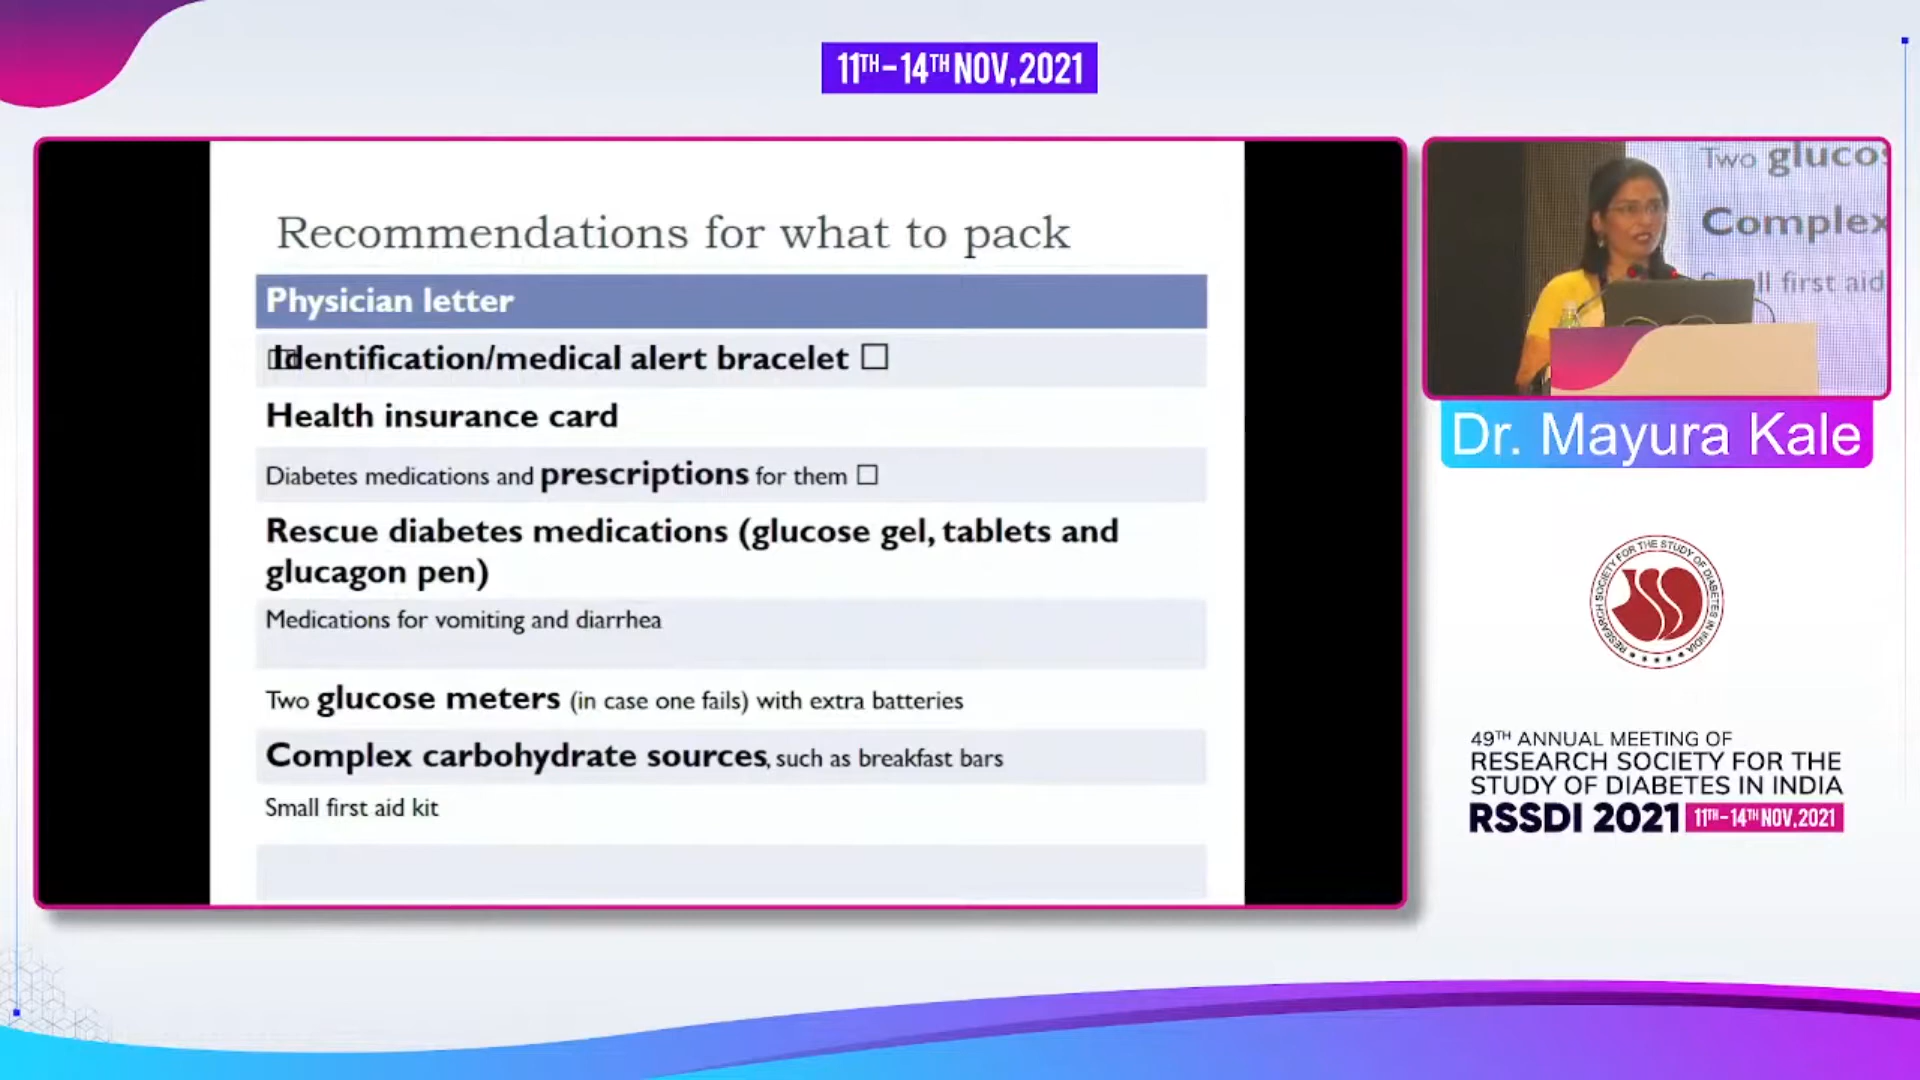 11TH-14TH NOV,2021
Recommendations for what to pack
Physician letter
Identification/medical alert bracelet ☐
Health insurance card
Diabetes medications and prescriptions for them ☐
Rescue diabetes medications (glucose gel, tablets and
glucagon pen)
Medications for vomiting and diarrhea
Two glucose meters (in case one fails) with extra batteries
Complex carbohydrate sources, such as breakfast bars
Small first aid kit
Two glucos
Complex
ll first aid
Dr. Mayura Kale
RESEARCH SOCIETY FOR THE STUDY OF DIABETES IN INDIA
49TH ANNUAL MEETING OF
RESEARCH SOCIETY FOR THE
STUDY OF DIABETES IN INDIA
RSSDI 2021 11TH-14TH NOV,2021